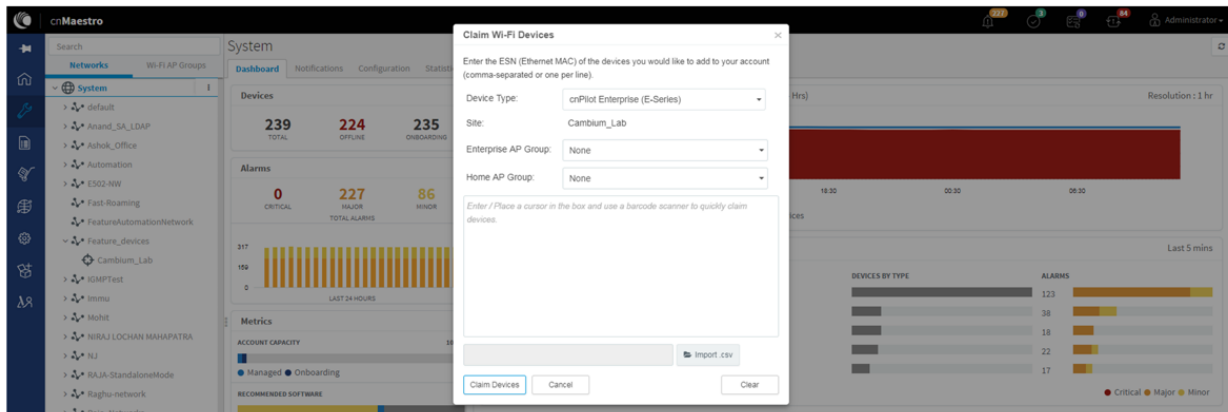 cnMaestro
227
3
0
84
Administrator
Search
Networks
Wi-Fi AP Groups
System
default
Anand_SA_LDAP
Ashok_Office
Automation
E502-NW
Fast-Roaming
FeatureAutomationNetwork
Feature_devices
Cambium_Lab
IGMPTest
Immu
Mohit
NIRAJ LOCHAN MAHAPATRA
NJ
RAJA-StandaloneMode
Raghu-network
System
Dashboard Notifications Configuration Statisti
Devices
239 224 235
TOTAL OFFLINE ONBOARDING
Alarms
0 227 86
CRITICAL MAJOR MINOR
TOTAL ALARMS
317
159
0
LAST 24 HOURS
Metrics
ACCOUNT CAPACITY 10
Managed Onboarding
RECOMMENDED SOFTWARE
Claim Wi-Fi Devices
Enter the ESN (Ethernet MAC) of the devices you would like to add to your account
(comma-separated or one per line).
Device Type: cnPilot Enterprise (E-Series)
Site: Cambium_Lab
Enterprise AP Group: None
Home AP Group: None
Enter / Place a cursor in the box and use a barcode scanner to quickly claim
devices.
Import .csv
Claim Devices Cancel Clear
Hrs) Resolution : 1 hr
18:30 00:30 06:30
ices
Last 5 mins
DEVICES BY TYPE ALARMS
123
38
18
22
17
Critical Major Minor